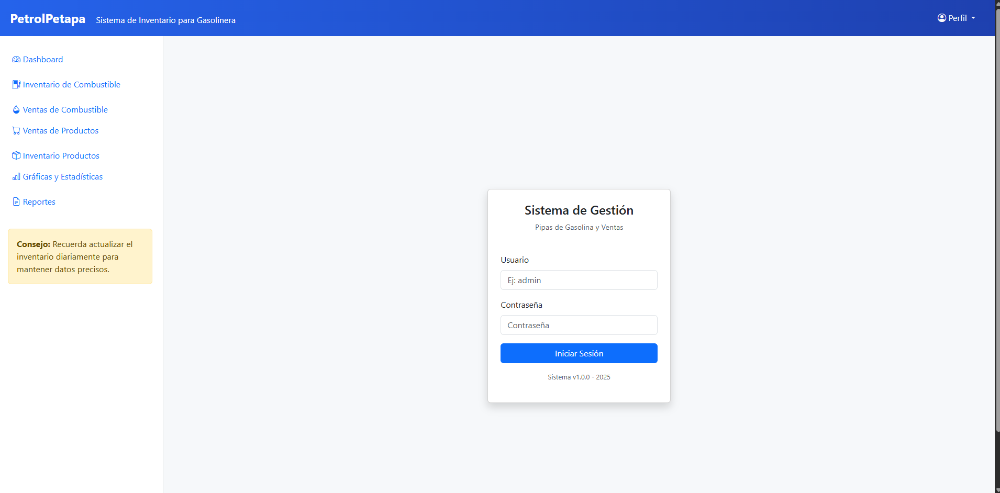 PetrolPetapa Sistema de Inventario para Gasolinera
Perfil
Dashboard
Inventario de Combustible
Ventas de Combustible
Ventas de Productos
Inventario Productos
Gráficas y Estadísticas
Reportes
Consejo: Recuerda actualizar el
inventario diariamente para
mantener datos precisos.
Sistema de Gestión
Pipas de Gasolina y Ventas
Usuario
Ej: admin
Contraseña
Contraseña
Iniciar Sesión
Sistema v1.0.0 - 2025